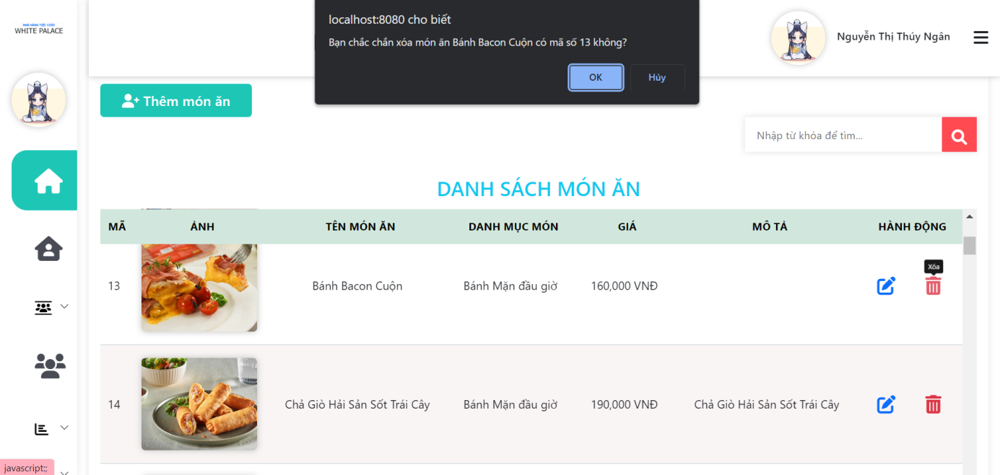 NHÀ HÀNG TIỆC CƯỚI
WHITE PALACE
localhost:8080 cho biết
Bạn chắc chắn xóa món ăn Bánh Bacon Cuộn có mã số 13 không?
OK Hủy
Nguyễn Thị Thúy Ngân
Thêm món ăn
Nhập từ khóa để tìm...
DANH SÁCH MÓN ĂN
MÃ ẢNH TÊN MÓN ĂN DANH MỤC MÓN GIÁ MÔ TẢ HÀNH ĐỘNG
Xóa
13 Bánh Bacon Cuộn Bánh Mặn đầu giờ 160,000 VNĐ
14 Chả Giò Hải Sản Sốt Trái Cây Bánh Mặn đầu giờ 190,000 VNĐ Chả Giò Hải Sản Sốt Trái Cây
javascript:;